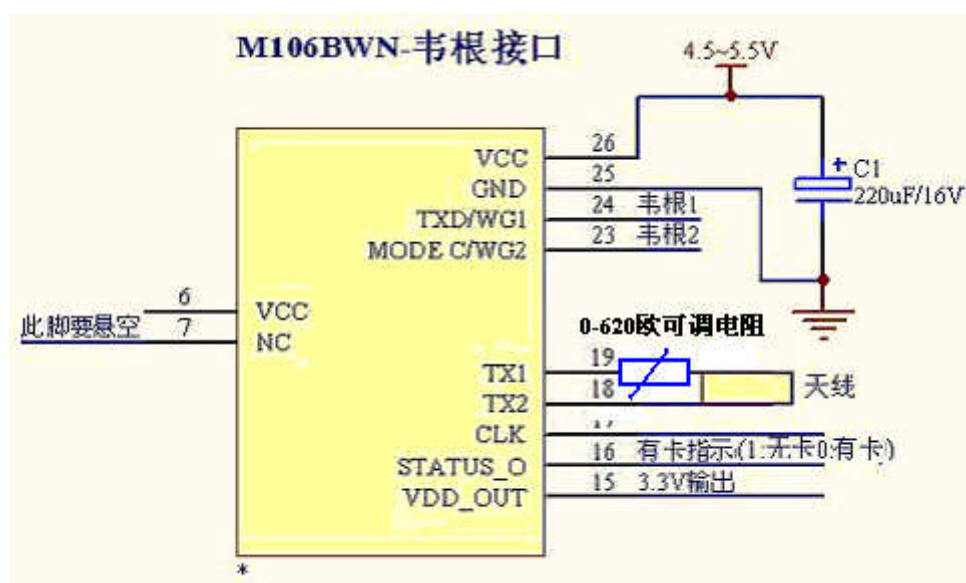 M106BWN-韦根接口
4.5~5.5V
VCC 26
GND 25
TXD/WG1 24 韦根1
MODE C/WG2 23 韦根2
+ C1
220uF/16V
6 VCC
此脚要悬空 7 NC
0-620欧可调电阻
TX1 19
TX2 18 天线
CLK
STATUS_O 16 有卡指示(1:无卡0:有卡)
VDD_OUT 15 3.3V输出
*